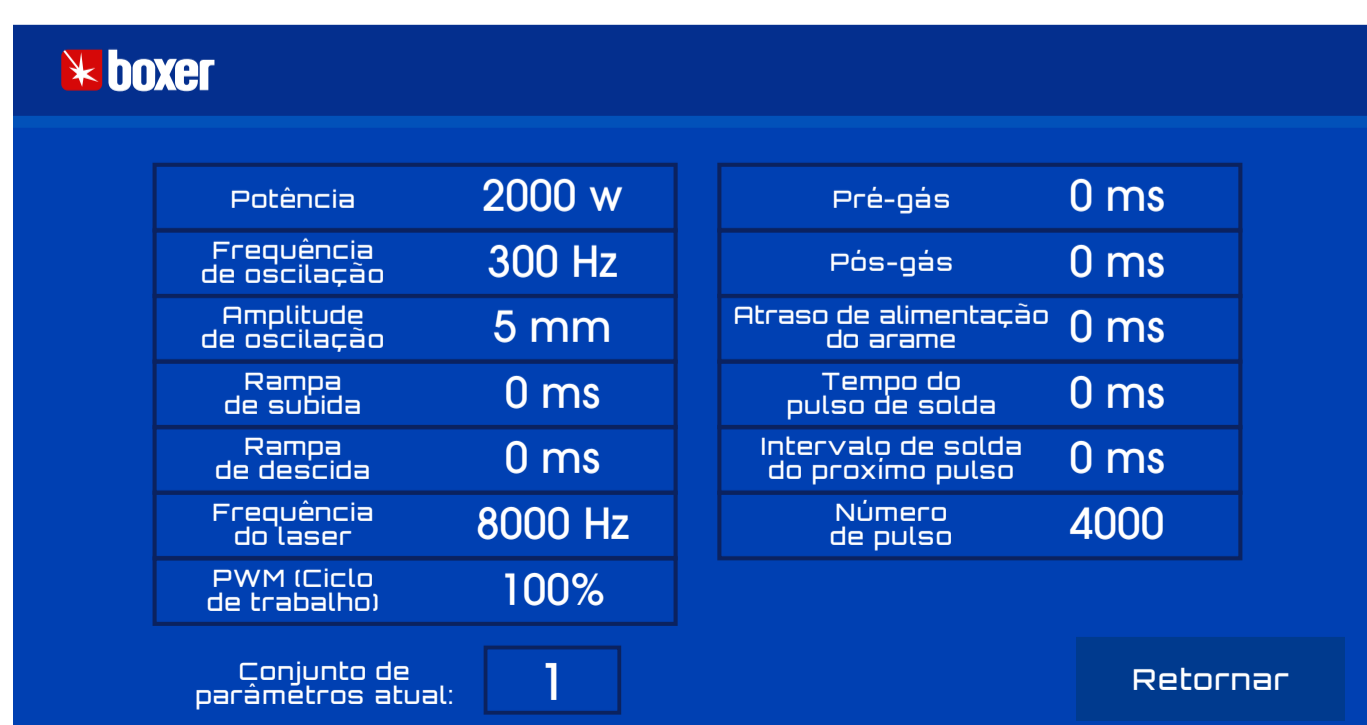 boxer
Potência 2000 w
Frequência
de oscilação 300 Hz
Amplitude
de oscilação 5 mm
Rampa
de subida 0 ms
Rampa
de descida 0 ms
Frequência
do laser 8000 Hz
PWM (Ciclo
de trabalho) 100%
Pré-gás 0 ms
Pós-gás 0 ms
Atraso de alimentação
do arame 0 ms
Tempo do
pulso de solda 0 ms
Intervalo de solda
do proximo pulso 0 ms
Número
de pulso 4000
Conjunto de
parâmetros atual: 1
Retornar